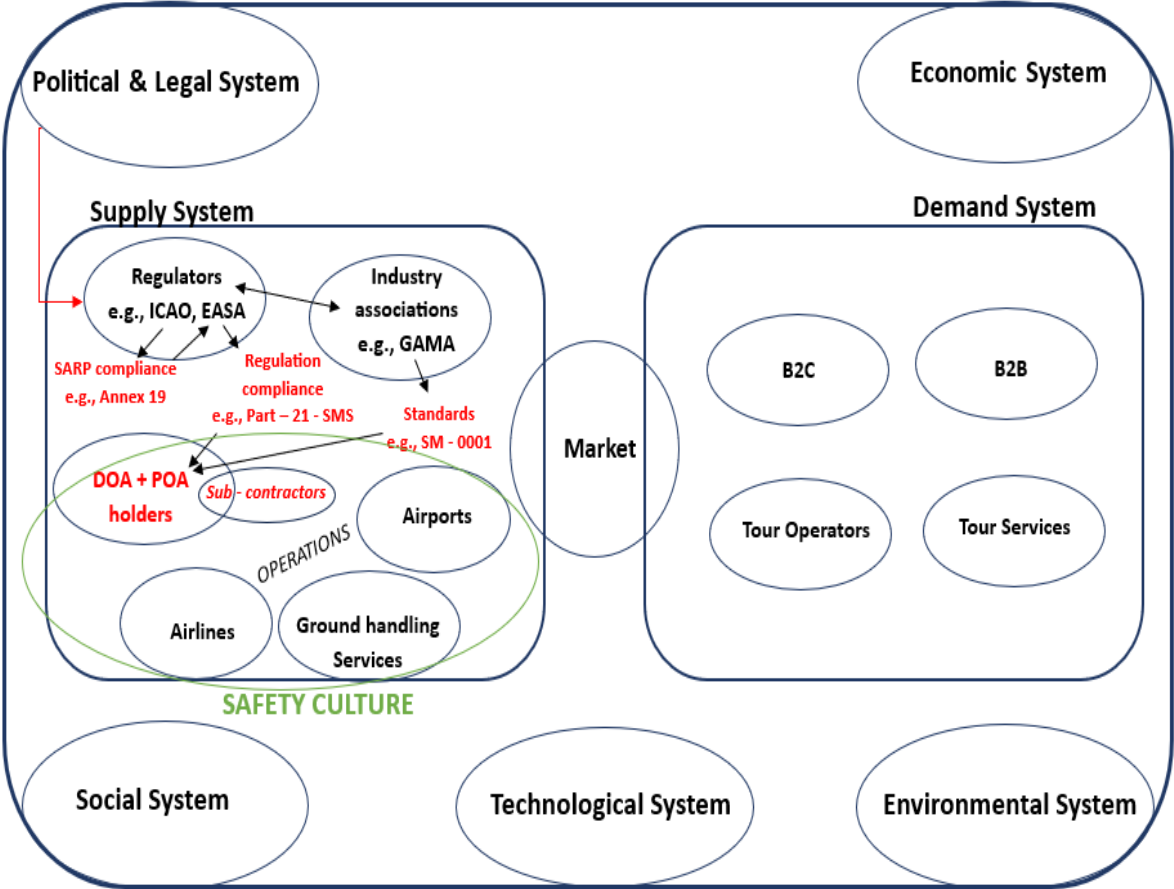 Political & Legal System
Economic System
Supply System
Demand System
Regulators
e.g., ICAO, EASA
Industry
associations
e.g., GAMA
SARP compliance
e.g., Annex 19
Regulation
compliance
e.g., Part – 21 - SMS
Standards
e.g., SM - 0001
DOA + POA
holders
Sub - contractors
Airports
OPERATIONS
Airlines
Ground handling
Services
SAFETY CULTURE
Market
B2C
B2B
Tour Operators
Tour Services
Social System
Technological System
Environmental System